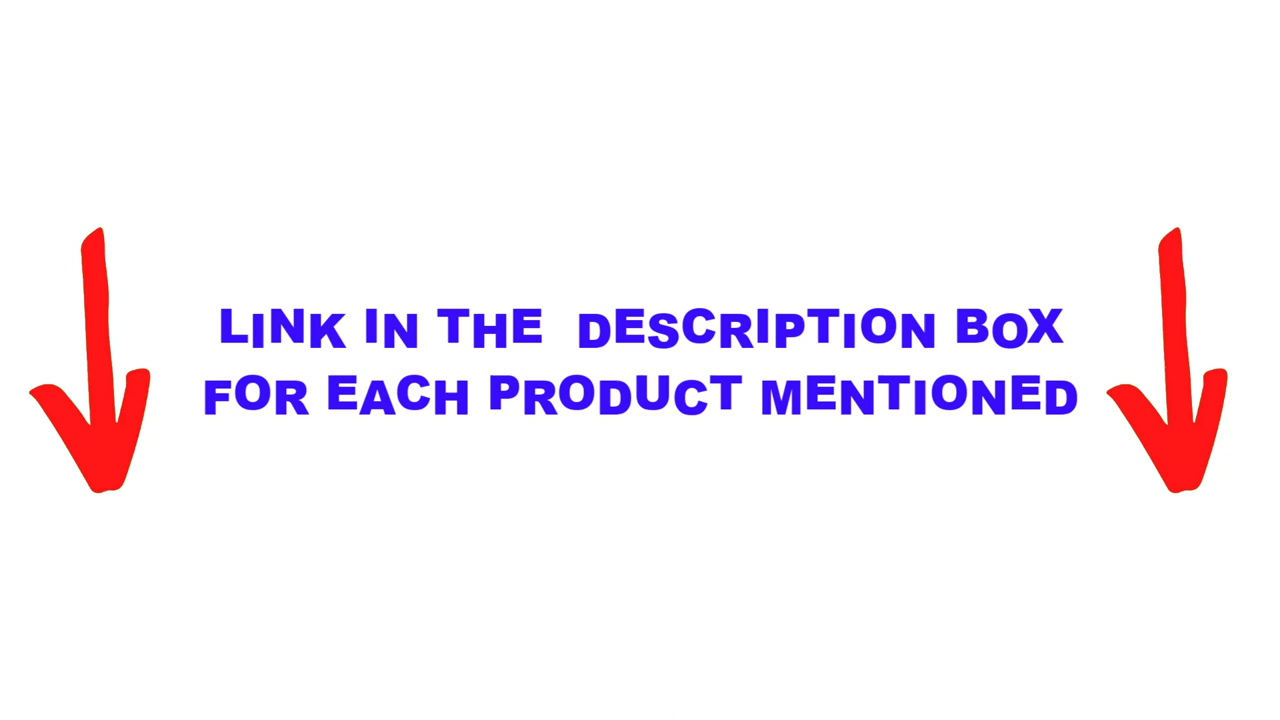 LINK IN THE  DESCRIPTION BOX
FOR EACH PRODUCT MENTIONED